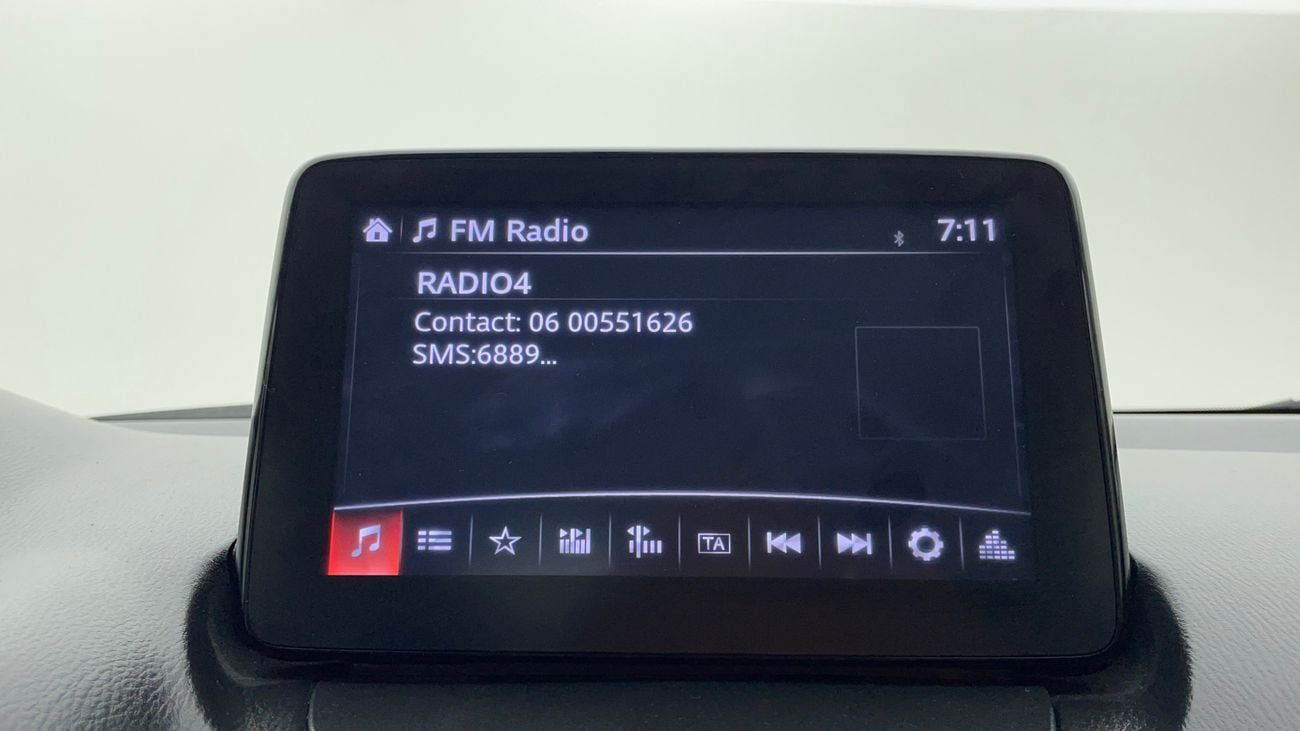 FM Radio
7:11
RADIO4
Contact: 06 00551626
SMS:6889...
TA